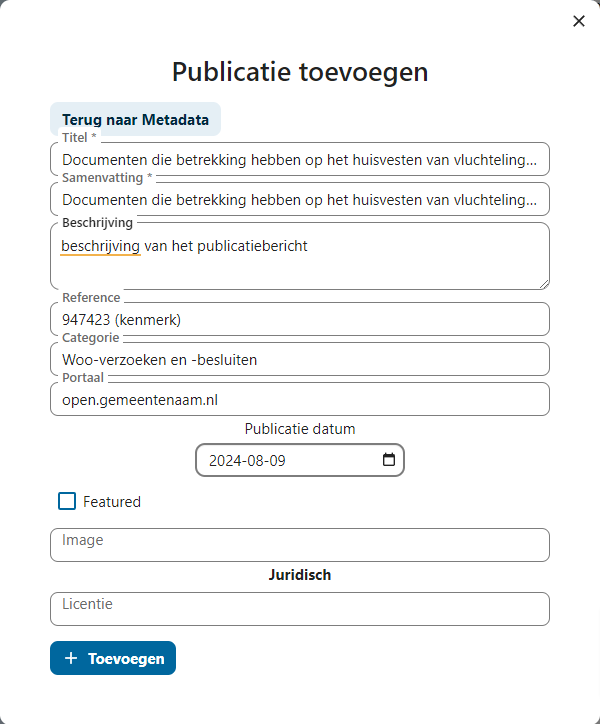 Publicatie toevoegen
Terug naar Metadata
Titel *
Documenten die betrekking hebben op het huisvesten van vluchteling...
Samenvatting *
Documenten die betrekking hebben op het huisvesten van vluchteling...
Beschrijving
beschrijving van het publicatiebericht
Reference
947423 (kenmerk)
Categorie
Woo-verzoeken en -besluiten
Portaal
open.gemeentenaam.nl
Publicatie datum
2024-08-09
Featured
Image
Juridisch
Licentie
+ Toevoegen